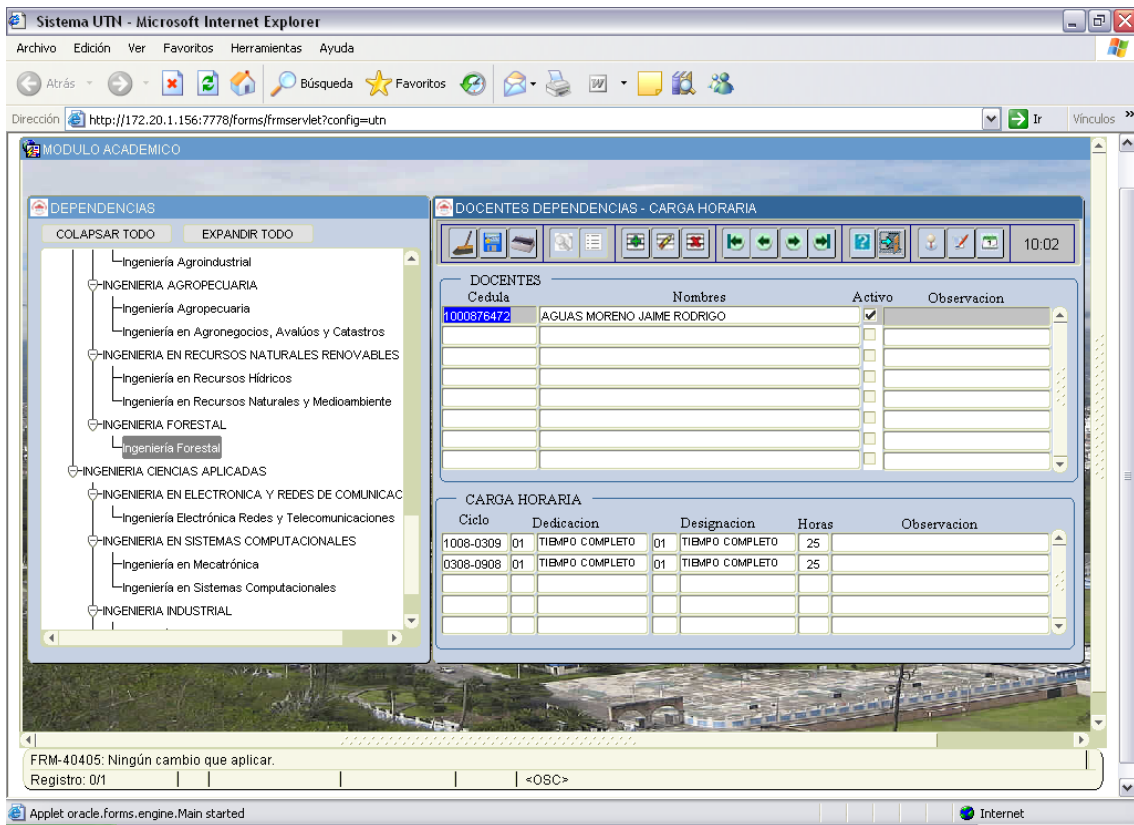 Sistema UTN - Microsoft Internet Explorer
Archivo Edición Ver Favoritos Herramientas Ayuda
Atrás Búsqueda Favoritos
Dirección http://172.20.1.156:7778/forms/frmservlet?config=utn Ir Vínculos »
MODULO ACADEMICO
DEPENDENCIAS
COLAPSAR TODO EXPANDIR TODO
Ingeniería Agroindustrial
INGENIERIA AGROPECUARIA
Ingeniería Agropecuaria
Ingeniería en Agronegocios, Avalúos y Catastros
INGENIERIA EN RECURSOS NATURALES RENOVABLES
Ingeniería en Recursos Hídricos
Ingeniería en Recursos Naturales y Medioambiente
INGENIERIA FORESTAL
Ingeniería Forestal
INGENIERIA CIENCIAS APLICADAS
INGENIERIA EN ELECTRONICA Y REDES DE COMUNICAC
Ingeniería Electrónica Redes y Telecomunicaciones
INGENIERIA EN SISTEMAS COMPUTACIONALES
Ingeniería en Mecatrónica
Ingeniería en Sistemas Computacionales
INGENIERIA INDUSTRIAL
DOCENTES DEPENDENCIAS - CARGA HORARIA
10:02
DOCENTES
Cedula Nombres Activo Observacion
1000876472 AGUAS MORENO JAIME RODRIGO
CARGA HORARIA
Ciclo Dedicacion Designacion Horas Observacion
1008-0309 01 TIEMPO COMPLETO 01 TIEMPO COMPLETO 25
0308-0908 01 TIEMPO COMPLETO 01 TIEMPO COMPLETO 25
FRM-40405: Ningún cambio que aplicar.
Registro: 0/1 <OSC>
Applet oracle.forms.engine.Main started Internet